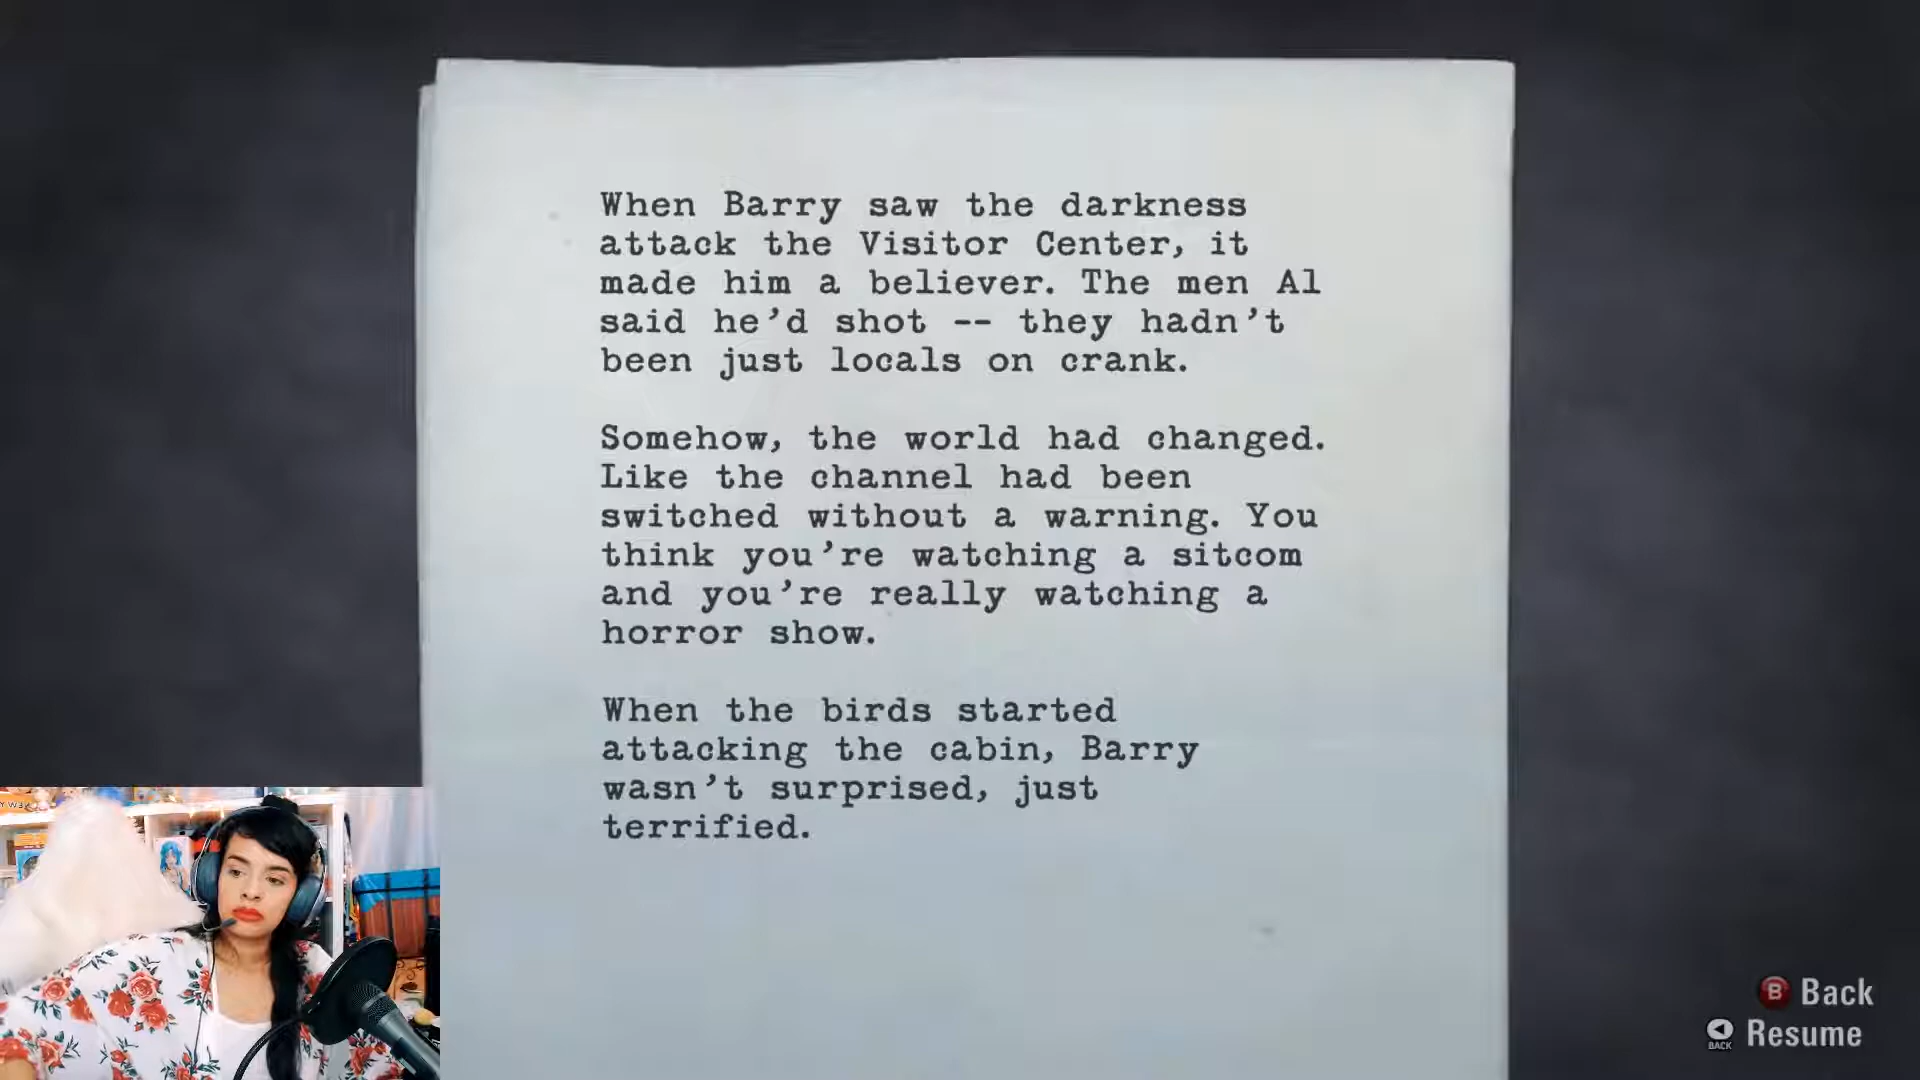 When Barry saw the darkness
attack the Visitor Center, it
made him a believer. The men Al
said he’d shot -- they hadn’t
been just locals on crank.
Somehow, the world had changed.
Like the channel had been
switched without a warning. You
think you’re watching a sitcom
and you’re really watching a
horror show.
When the birds started
attacking the cabin, Barry
wasn’t surprised, just
terrified.
B Back
BACK Resume